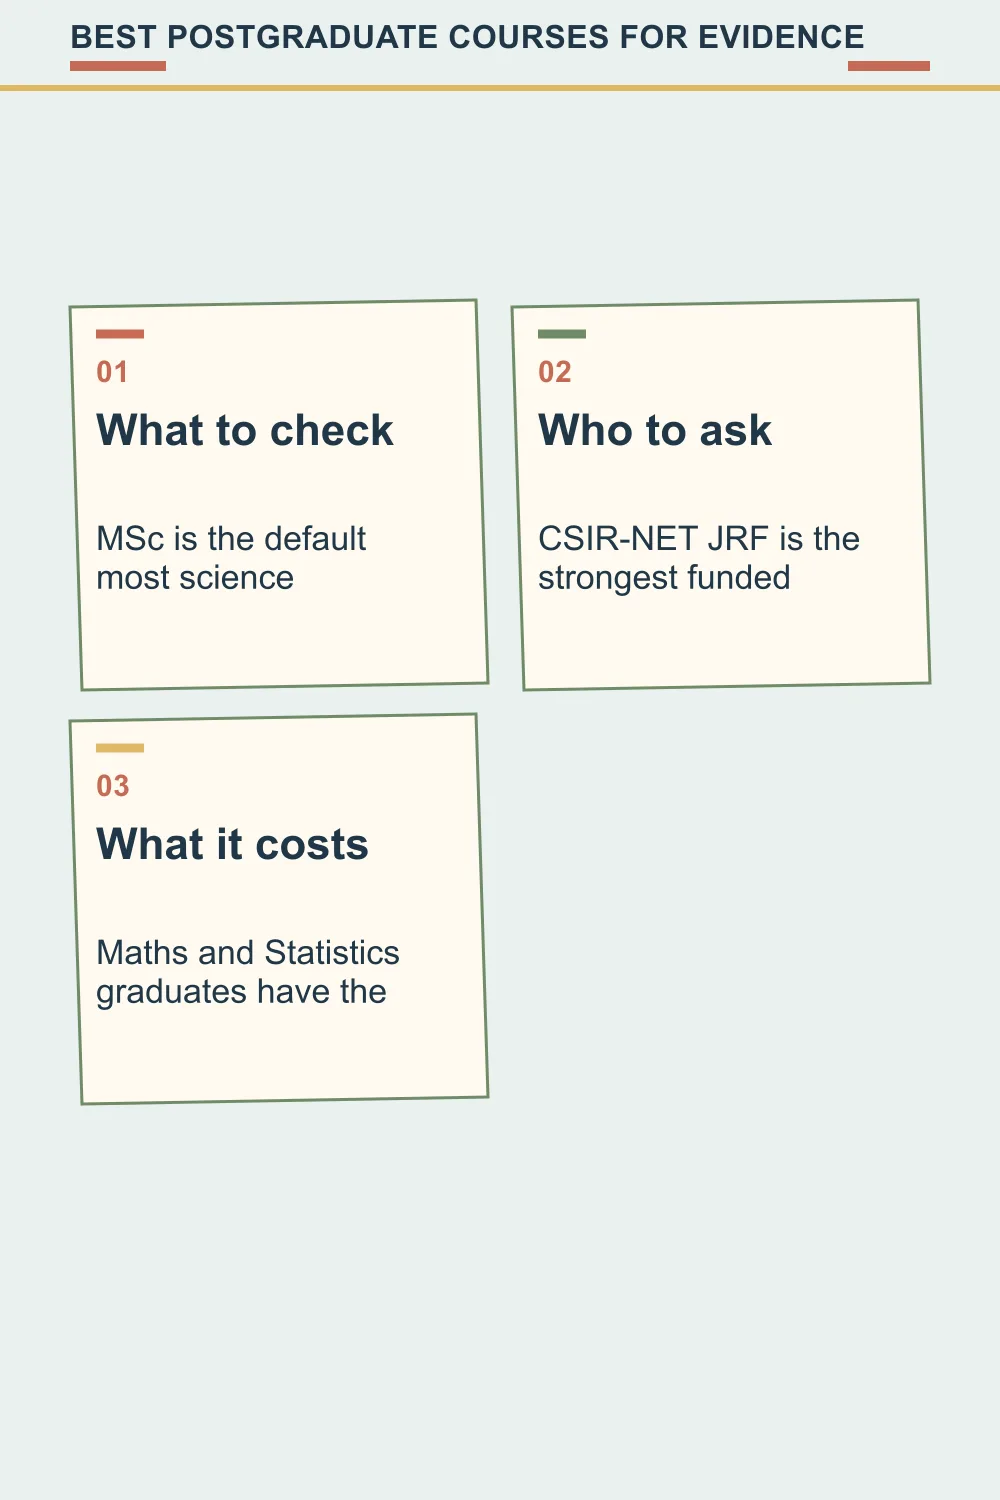 BEST POSTGRADUATE COURSES FOR EVIDENCE
01
What to check
MSc is the default
most science
02
Who to ask
CSIR-NET JRF is the
strongest funded
03
What it costs
Maths and Statistics
graduates have the